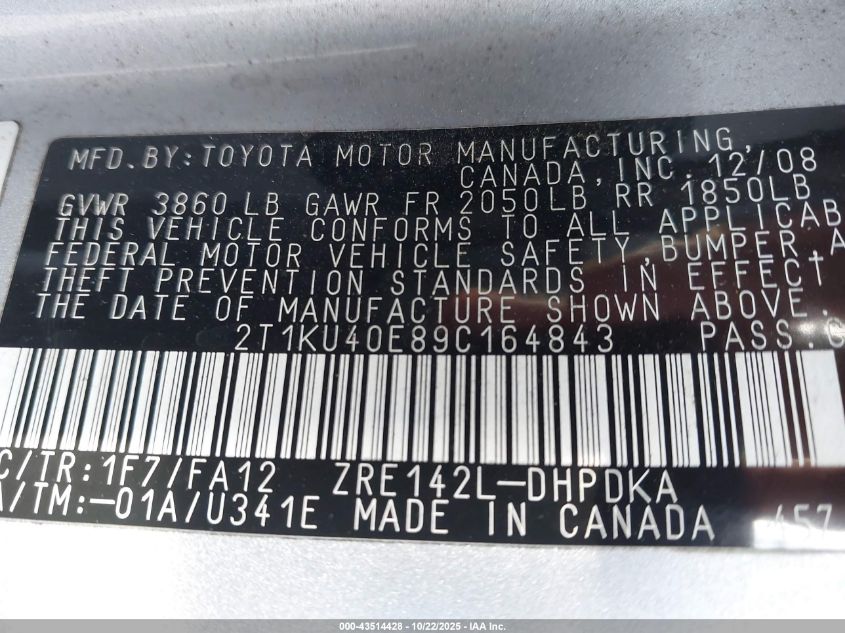 MFD. BY: TOYOTA MOTOR MANUFACTURING,
CANADA, INC. 12/08
GVWR 3860 LB GAWR FR 2050LB RR 1850LB
THIS VEHICLE CONFORMS TO ALL APPLICAB
FEDERAL MOTOR VEHICLE SAFETY, BUMPER, A
THEFT PREVENTION STANDARDS IN EFFECT
THE DATE OF MANUFACTURE SHOWN ABOVE.
2T1KU40E89C164843 PASS.C
C/TR: 1F7/FA12 ZRE142L-DHPDKA
A/TM:-01A/U341E MADE IN CANADA 457
000-43514428 - 10/22/2025 - IAA Inc.